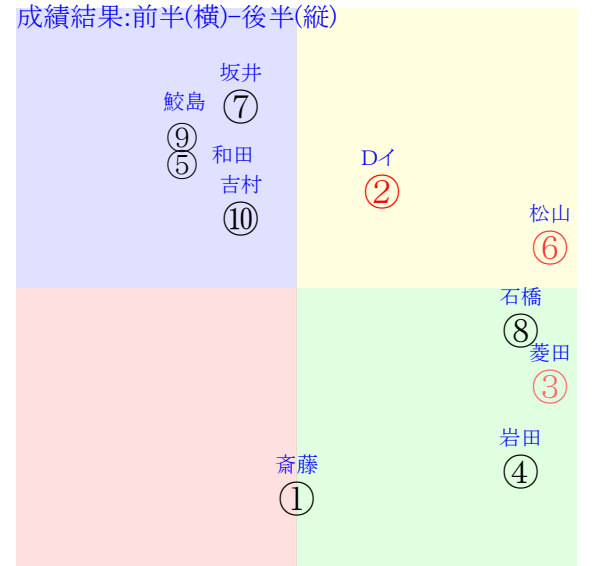 成績結果:前半(横)−後半(縦)
坂井
⑦
鮫島
⑨
和田
⑤
吉村
⑩
Dイ
②
松山
⑥
石橋
⑧
菱田
③
岩田
④
斎藤
①